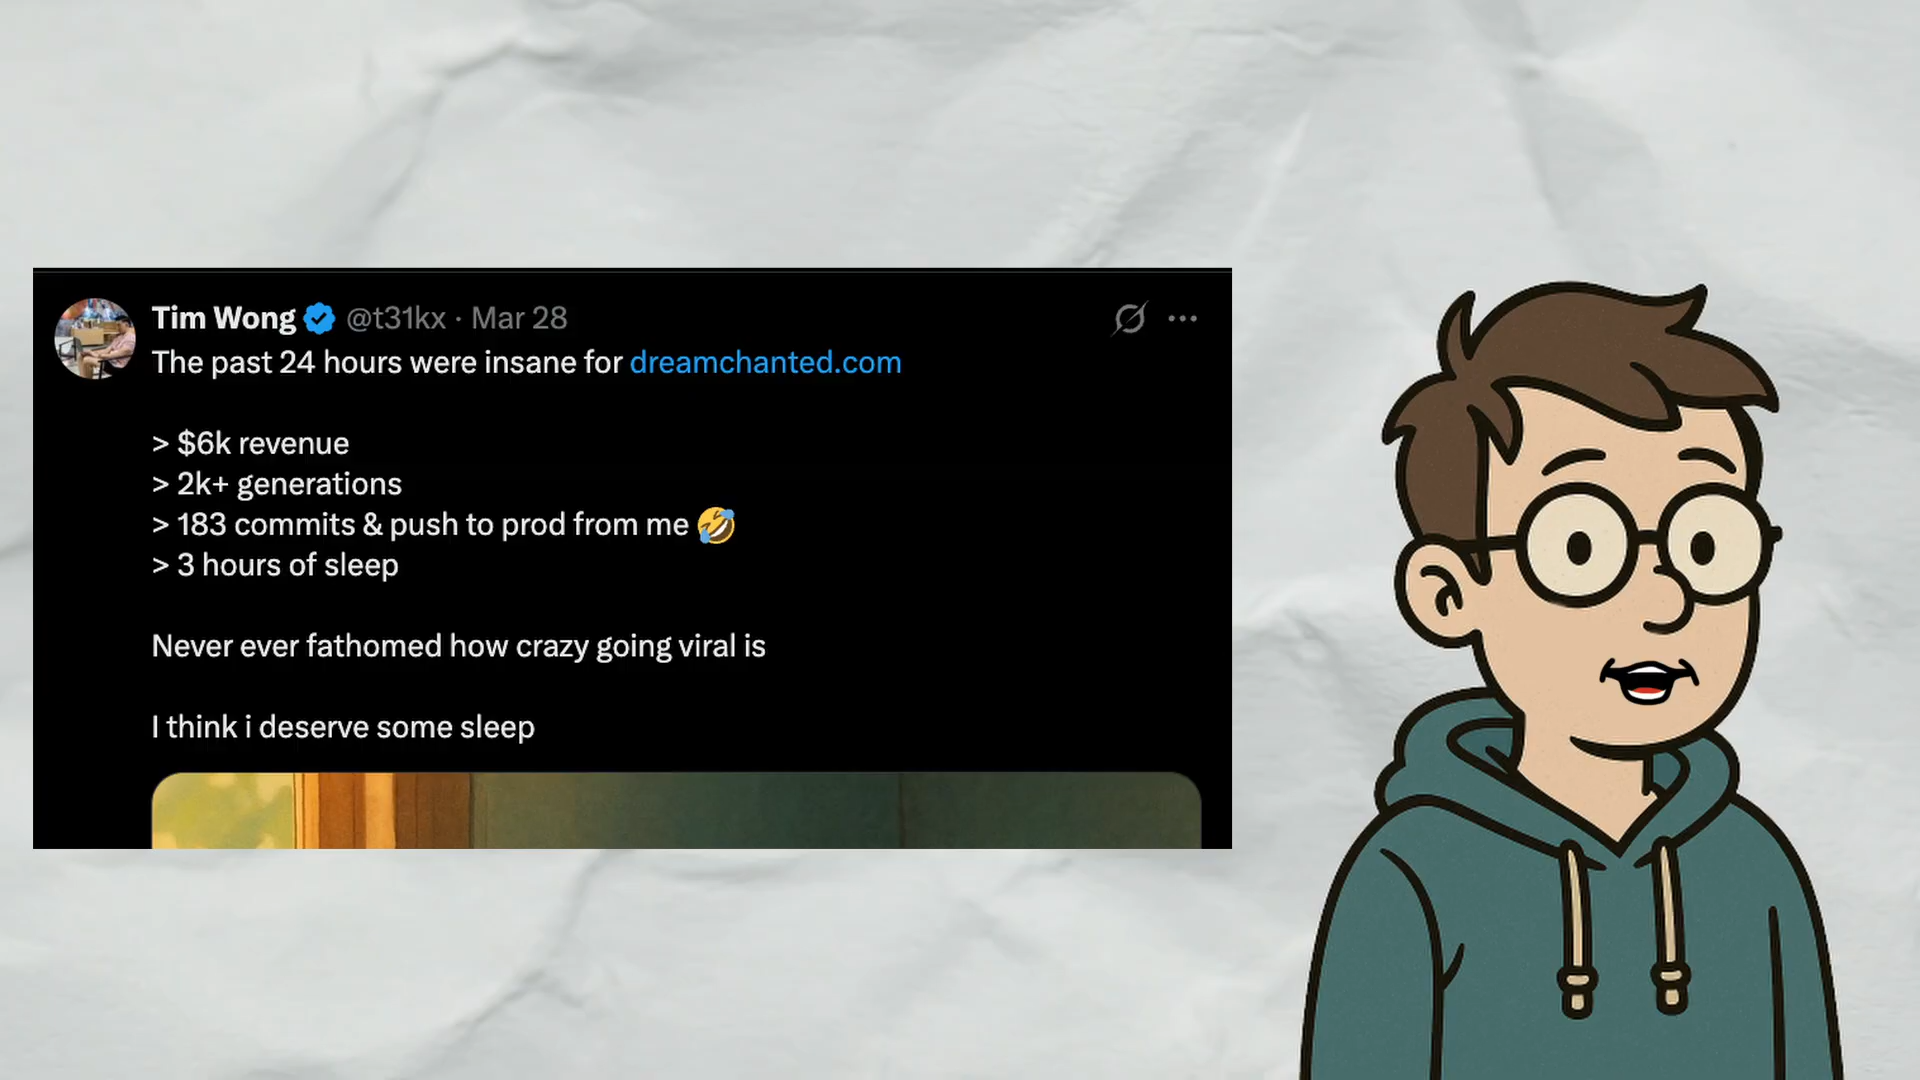 Tim Wong @t31kx · Mar 28
The past 24 hours were insane for dreamchanted.com
> $6k revenue
> 2k+ generations
> 183 commits & push to prod from me 🤣
> 3 hours of sleep
Never ever fathomed how crazy going viral is
I think i deserve some sleep